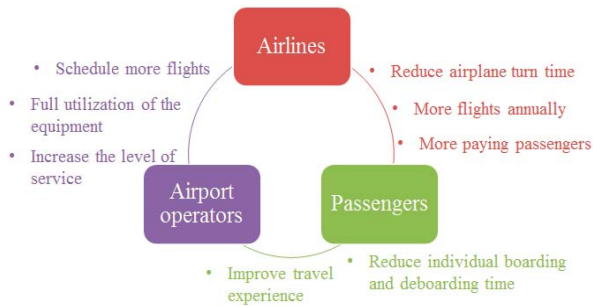 Airlines
• Schedule more flights
• Full utilization of the
equipment
• Increase the level of
service
• Reduce airplane turn time
• More flights annually
• More paying passengers
Airport
operators
Passengers
• Improve travel
experience
• Reduce individual boarding
and deboarding time